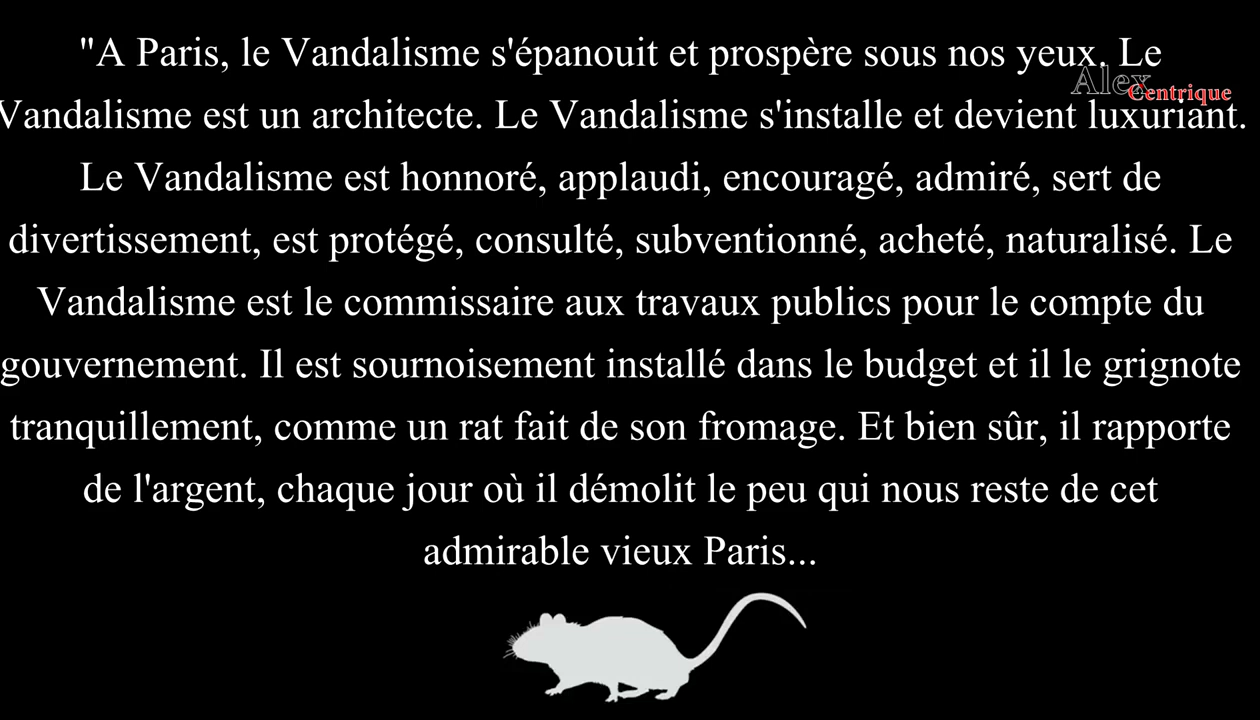 "A Paris, le Vandalisme s'épanouit et prospère sous nos yeux. Le
Vandalisme est un architecte. Le Vandalisme s'installe et devient luxuriant.
Le Vandalisme est honnoré, applaudi, encouragé, admiré, sert de
divertissement, est protégé, consulté, subventionné, acheté, naturalisé. Le
Vandalisme est le commissaire aux travaux publics pour le compte du
gouvernement. Il est sournoisement installé dans le budget et il le grignote
tranquillement, comme un rat fait de son fromage. Et bien sûr, il rapporte
de l'argent, chaque jour où il démolit le peu qui nous reste de cet
admirable vieux Paris...
Alex
Centrique